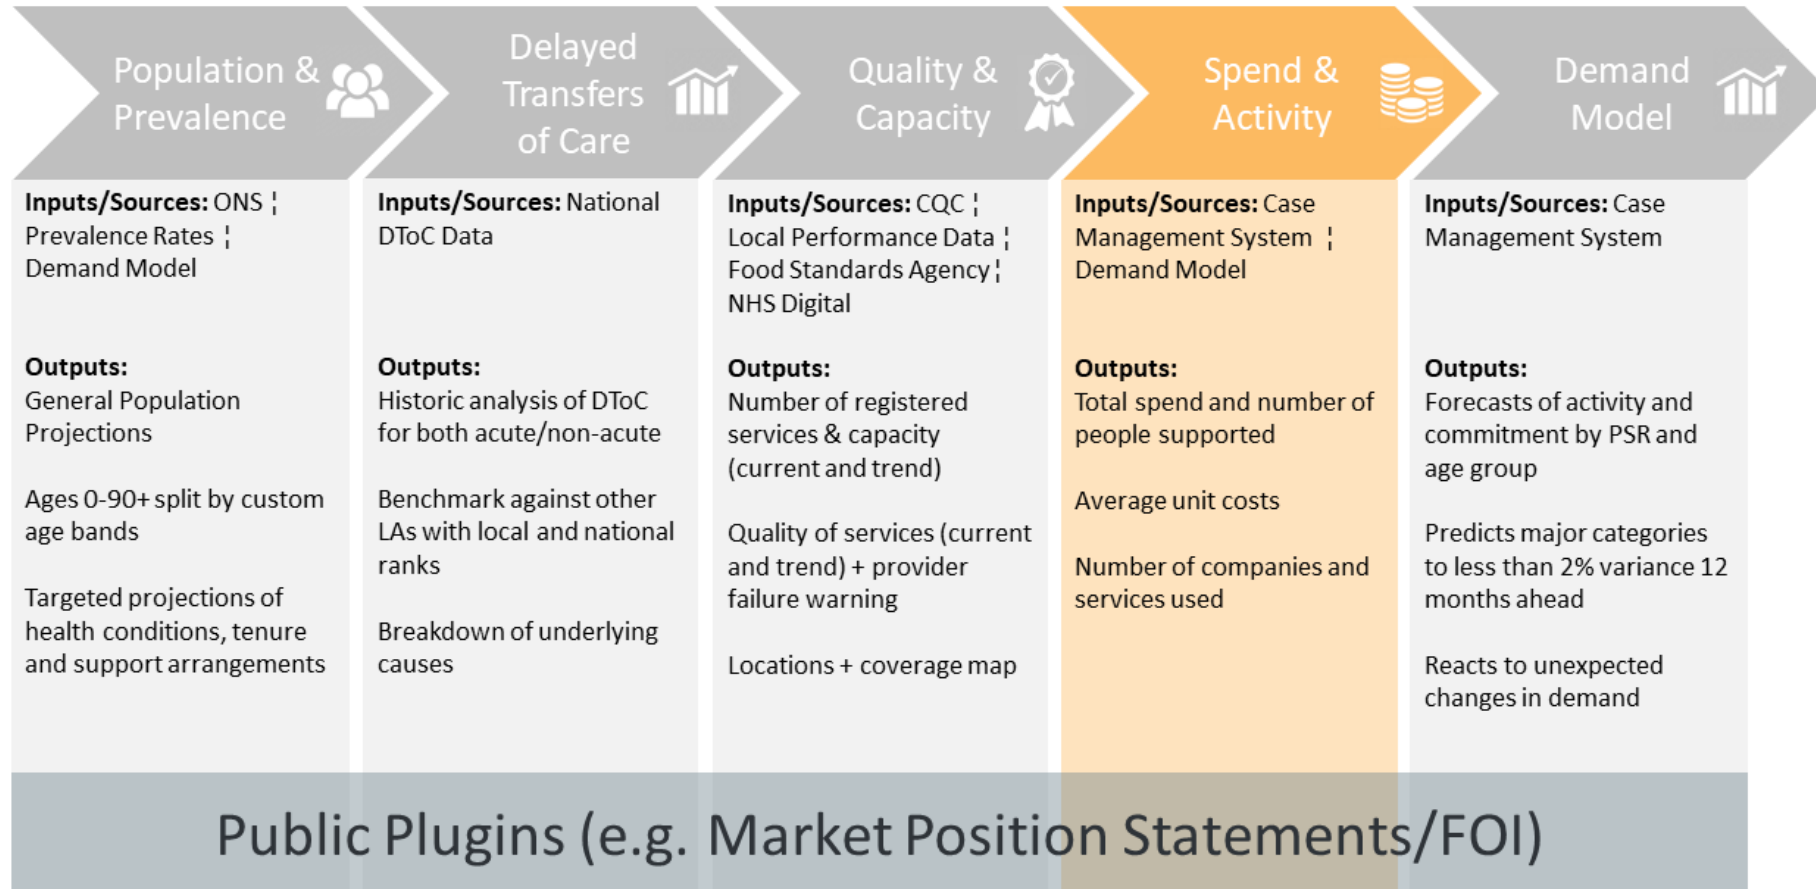 Population &
Prevalence
Delayed
Transfers
of Care
Quality &
Capacity
Spend &
Activity
Demand
Model
Inputs/Sources: ONS ¦
Prevalence Rates ¦
Demand Model
Outputs:
General Population
Projections
Ages 0-90+ split by custom
age bands
Targeted projections of
health conditions, tenure
and support arrangements
Inputs/Sources: National
DToC Data
Outputs:
Historic analysis of DToC
for both acute/non-acute
Benchmark against other
LAs with local and national
ranks
Breakdown of underlying
causes
Inputs/Sources: CQC ¦
Local Performance Data ¦
Food Standards Agency ¦
NHS Digital
Outputs:
Number of registered
services & capacity
(current and trend)
Quality of services (current
and trend) + provider
failure warning
Locations + coverage map
Inputs/Sources: Case
Management System ¦
Demand Model
Outputs:
Total spend and number of
people supported
Average unit costs
Number of companies and
services used
Inputs/Sources: Case
Management System
Outputs:
Forecasts of activity and
commitment by PSR and
age group
Predicts major categories
to less than 2% variance 12
months ahead
Reacts to unexpected
changes in demand
Public Plugins (e.g. Market Position Statements/FOI)